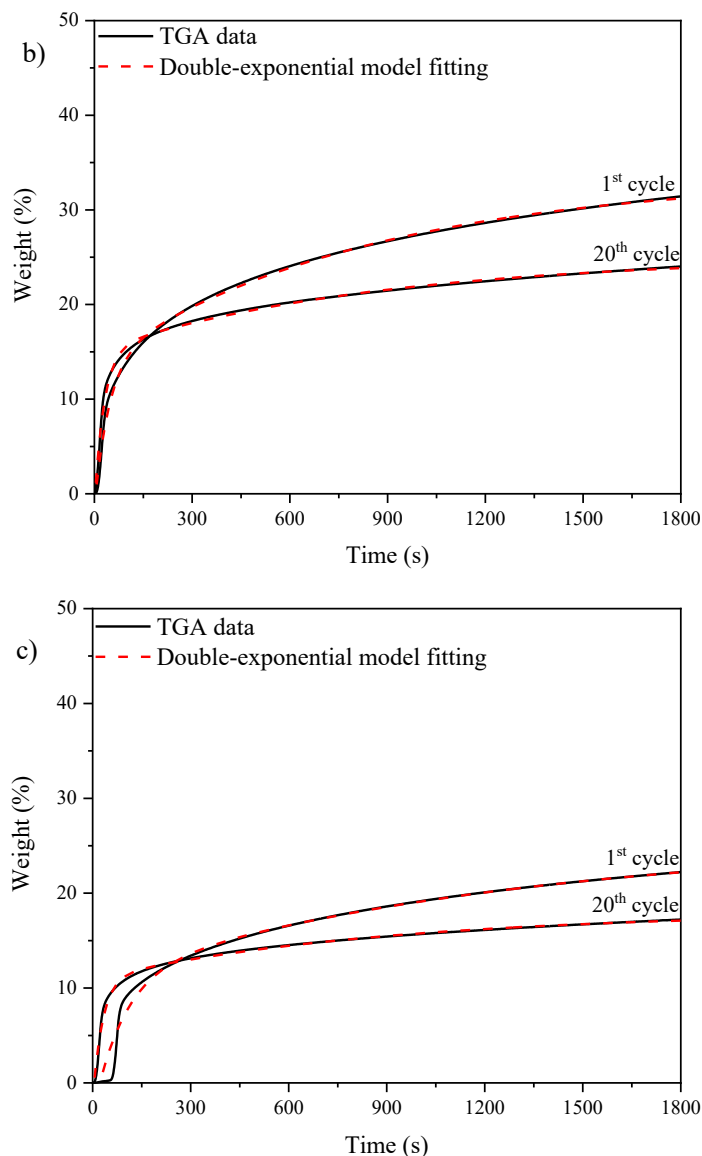 b)
TGA data
Double-exponential model fitting
50
40
30
20
10
0
Weight (%)
1st cycle
20th cycle
0 300 600 900 1200 1500 1800
Time (s)
c)
TGA data
Double-exponential model fitting
50
40
30
20
10
0
Weight (%)
1st cycle
20th cycle
0 300 600 900 1200 1500 1800
Time (s)